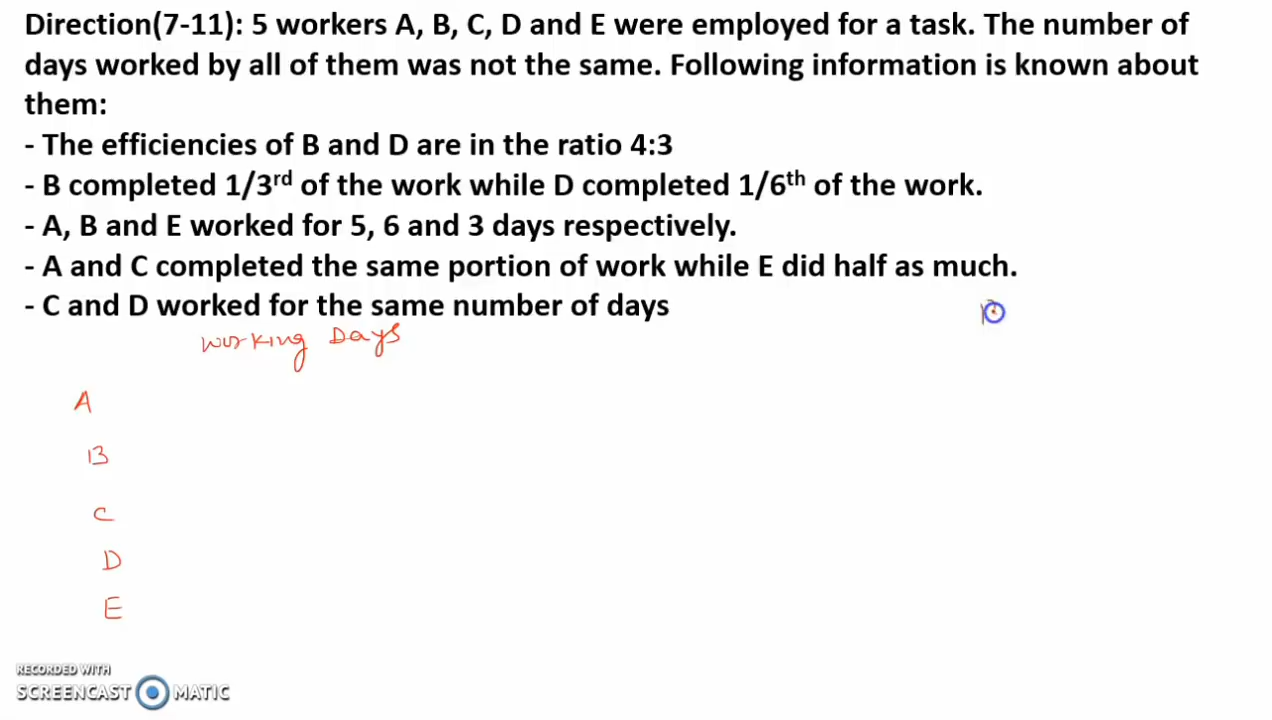 Direction(7-11): 5 workers A, B, C, D and E were employed for a task. The number of
days worked by all of them was not the same. Following information is known about
them:
- The efficiencies of B and D are in the ratio 4:3
- B completed 1/3rd of the work while D completed 1/6th of the work.
- A, B and E worked for 5, 6 and 3 days respectively.
- A and C completed the same portion of work while E did half as much.
- C and D worked for the same number of days
Working Days
A
B
C
D
E
RECORDED WITH
SCREENCAST MATIC